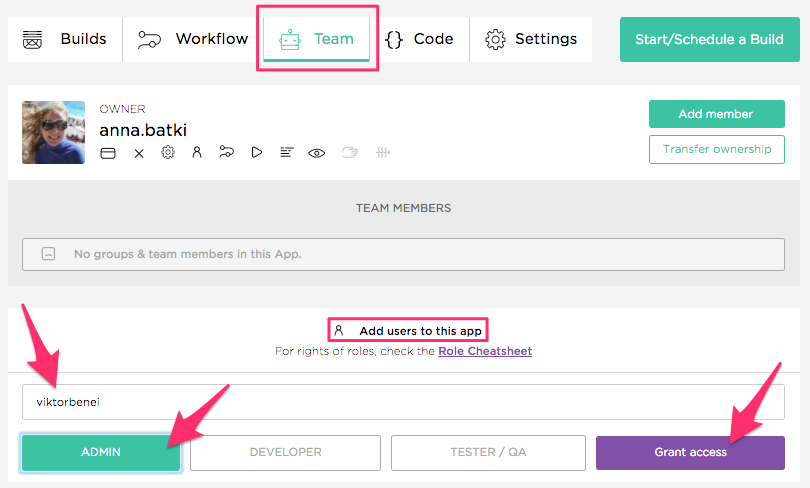 Builds
Workflow
Team
Code
Settings
Start/Schedule a Build
OWNER
anna.batki
Add member
Transfer ownership
TEAM MEMBERS
No groups & team members in this App.
Add users to this app
For rights of roles, check the Role Cheatsheet
viktorbenei
ADMIN
DEVELOPER
TESTER / QA
Grant access